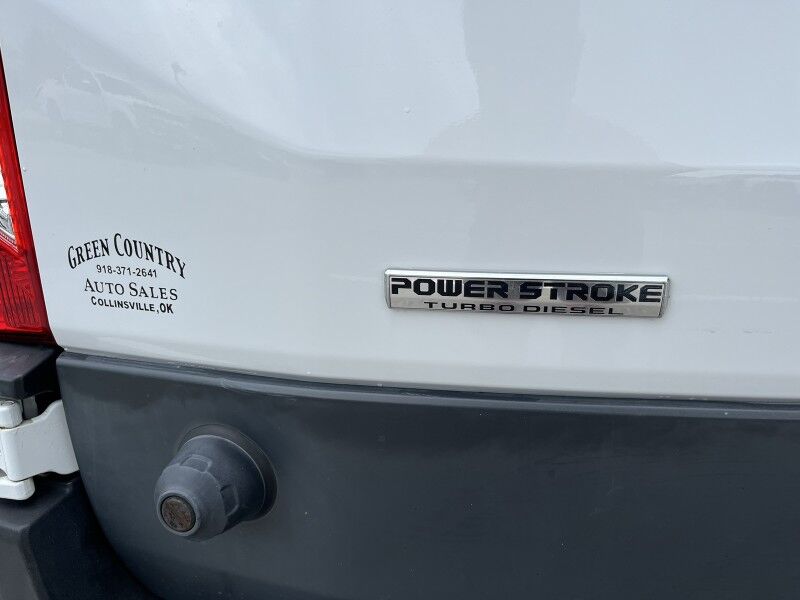 Green Country
918-371-2641
Auto Sales
Collinsville, OK
POWER STROKE
TURBO DIESEL